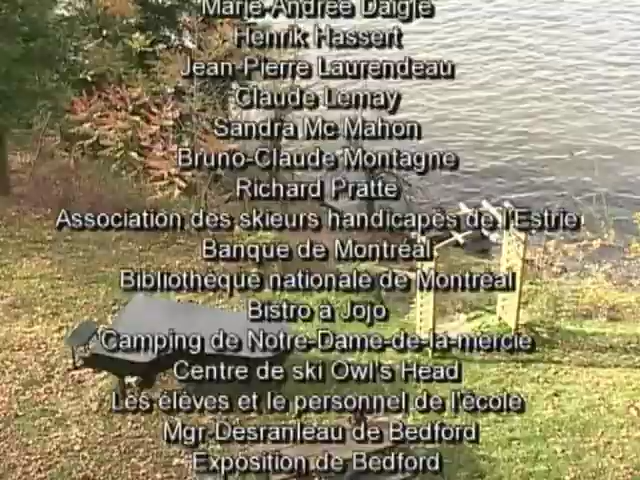 Marie-Andrée Daigle
Henrik Hassert
Jean-Pierre Laurendeau
Claude Lemay
Sandra Mc Mahon
Bruno-Claude Montagne
Richard Pratte
Association des skieurs handicapés de l'Estrie
Banque de Montréal
Bibliothèque nationale de Montréal
Bistro à Jojo
Camping de Notre-Dame-de-la-mercie
Centre de ski Owl's Head
Les élèves et le personnel de l'école
Mgr-Desranleau de Bedford
Exposition de Bedford